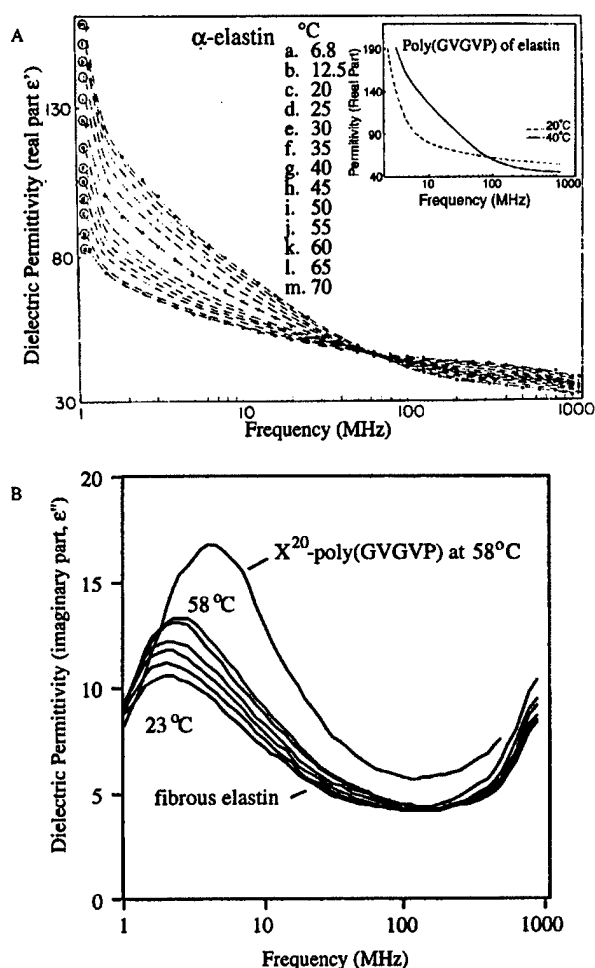 A
α-elastin
°C
a. 6.8
b. 12.5
c. 20
d. 25
e. 30
f. 35
g. 40
h. 45
i. 50
j. 55
k. 60
l. 65
m. 70
Dielectric Permittivity (real part ε')
130
80
30
1
10
100
1000
Frequency (MHz)
Poly(GVGVP) of elastin
Permitivity (Real Part)
190
140
90
40
20°C
40°C
10
100
1000
Frequency (MHz)
B
Dielectric Permittivity (imaginary part, ε")
20
15
10
5
0
X20-poly(GVGVP) at 58°C
58 °C
23 °C
fibrous elastin
1
10
100
1000
Frequency (MHz)